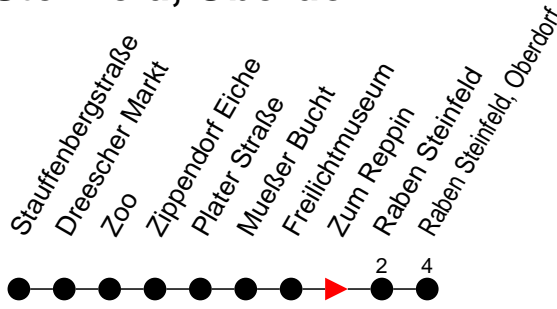 Stauffenbergstraße
Dreescher Markt
Zoo
Zippendorf Eiche
Plater Straße
Mueßer Bucht
Freilichtmuseum
Zum Reppin
Raben Steinfeld
Raben Steinfeld, Oberdorf
2 4